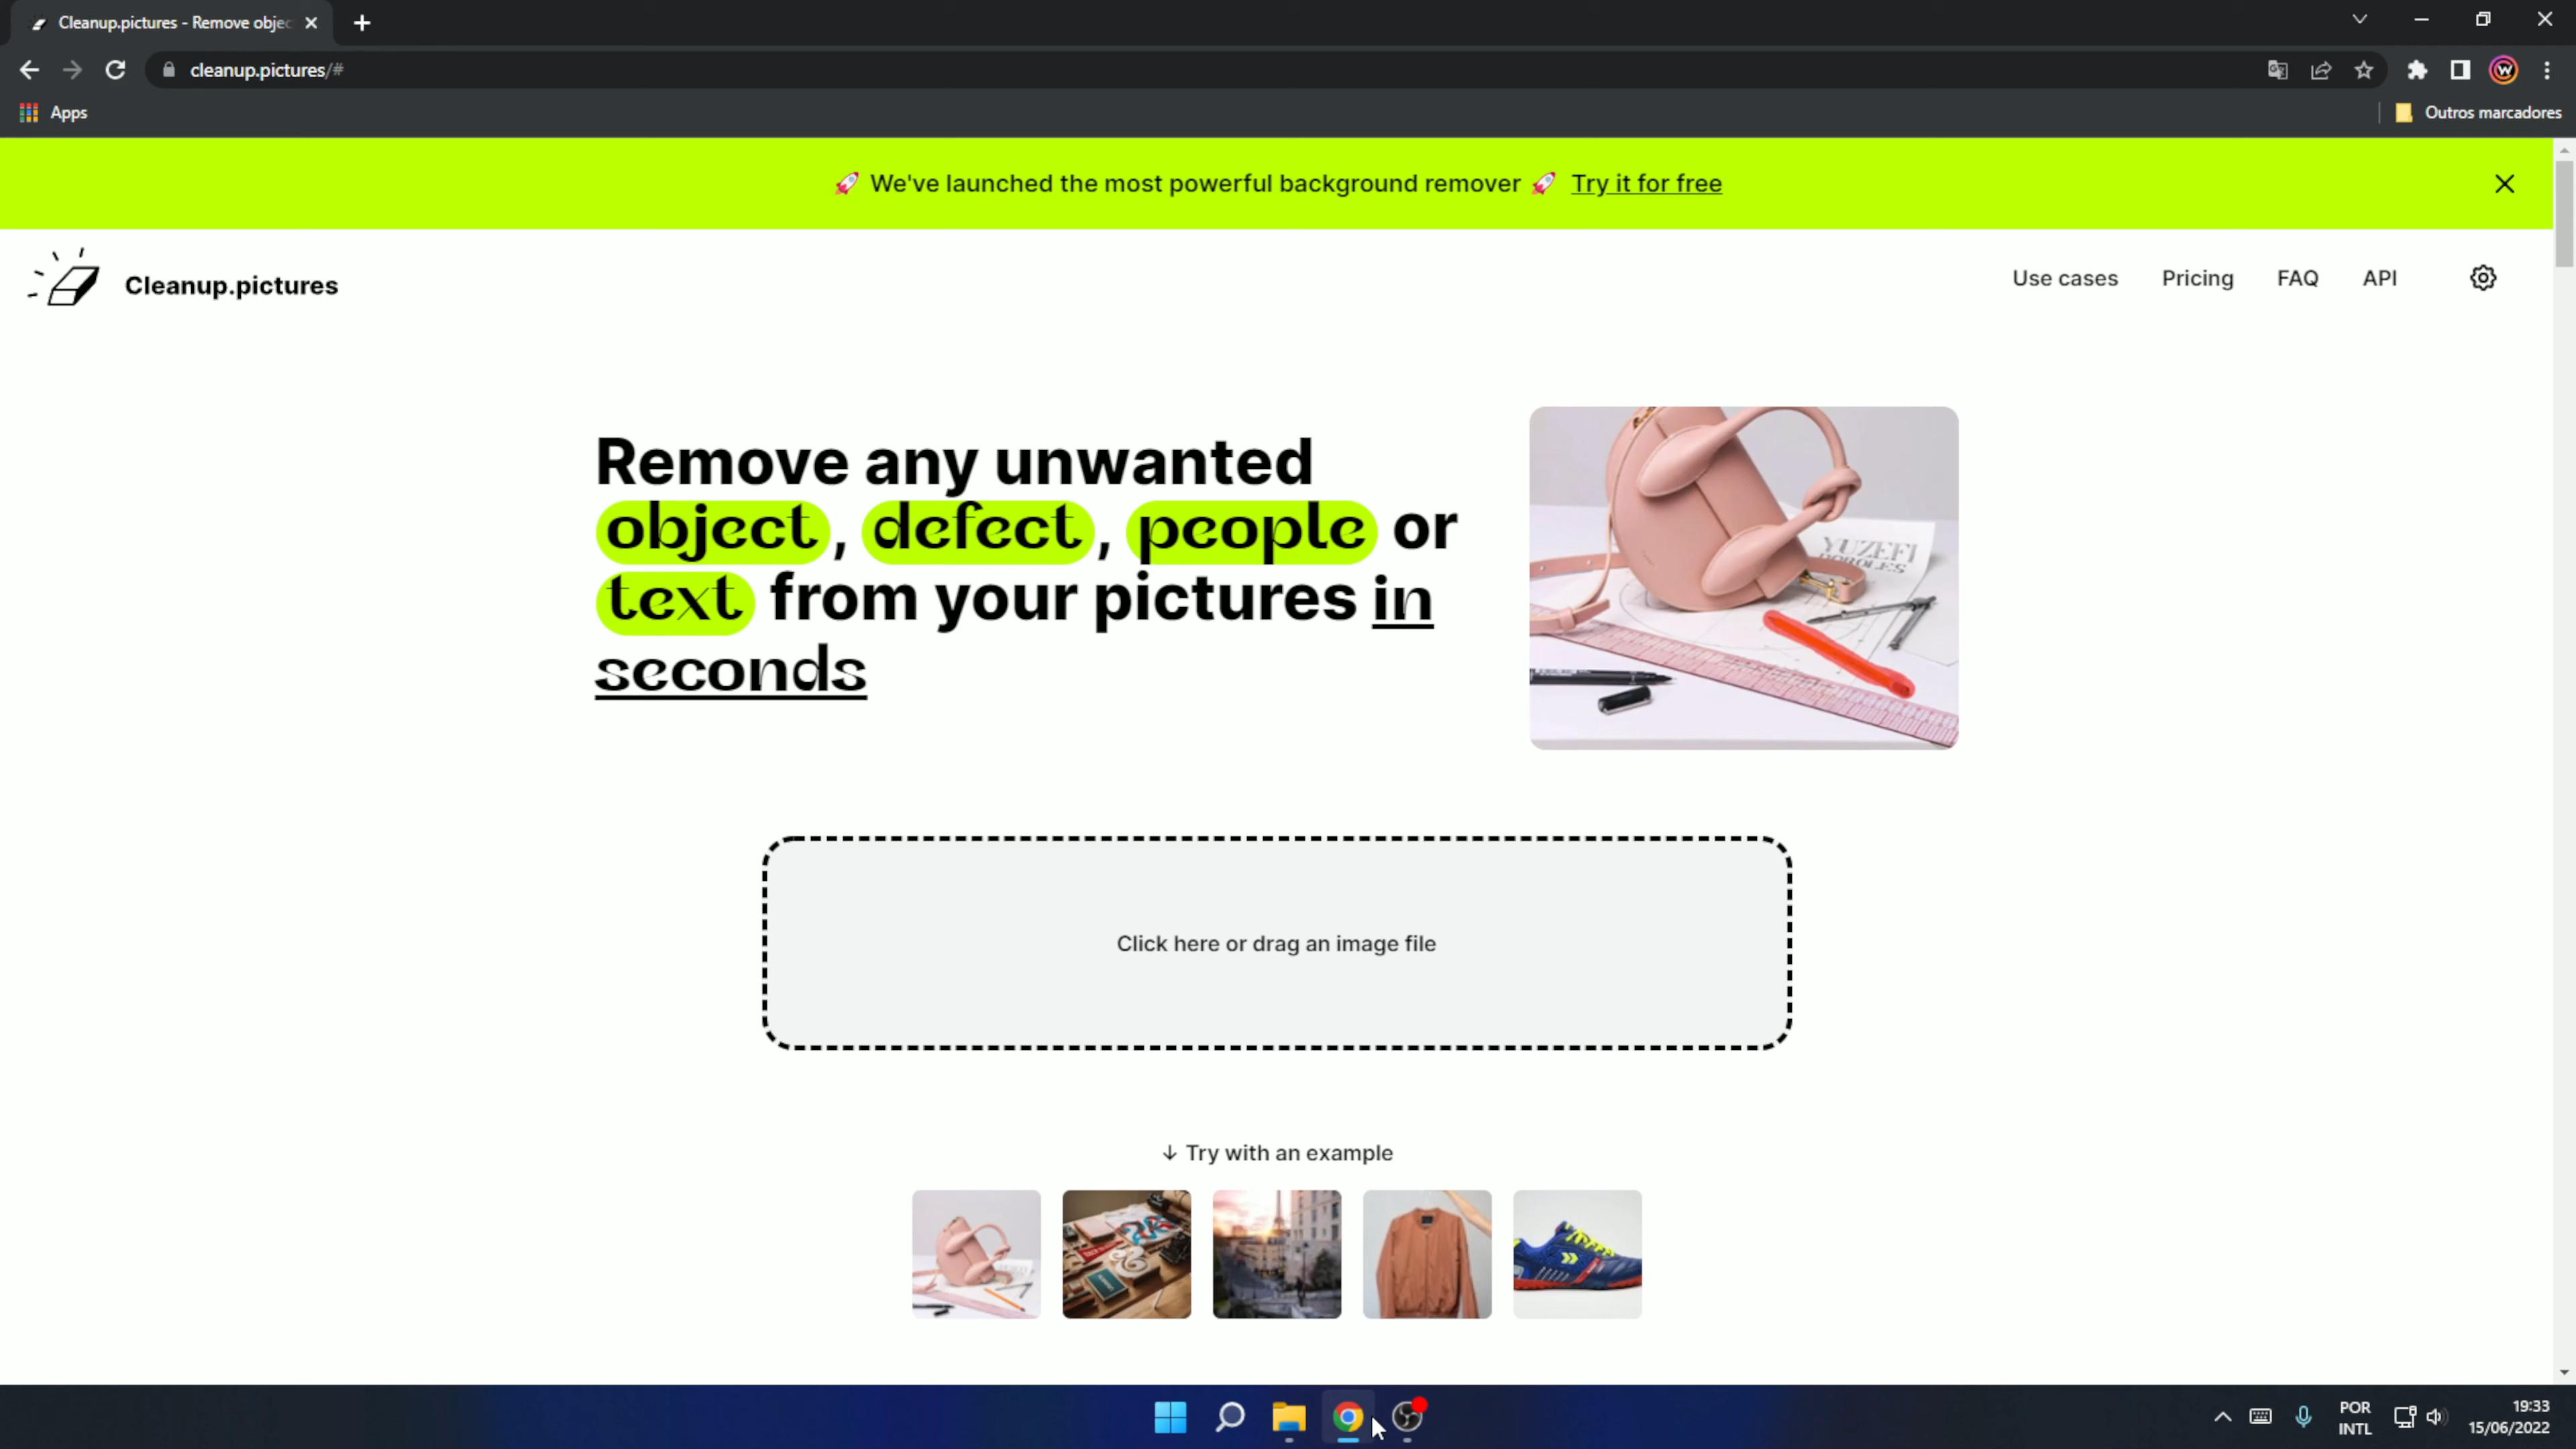 Cleanup.pictures - Remove objec
cleanup.pictures/#
Apps
Outros marcadores
We've launched the most powerful background remover Try it for free
Cleanup.pictures
Use cases Pricing FAQ API
Remove any unwanted
object, defect, people or
text from your pictures in
seconds
YUZEFI
Click here or drag an image file
↓ Try with an example
POR
INTL
19:33
15/06/2022